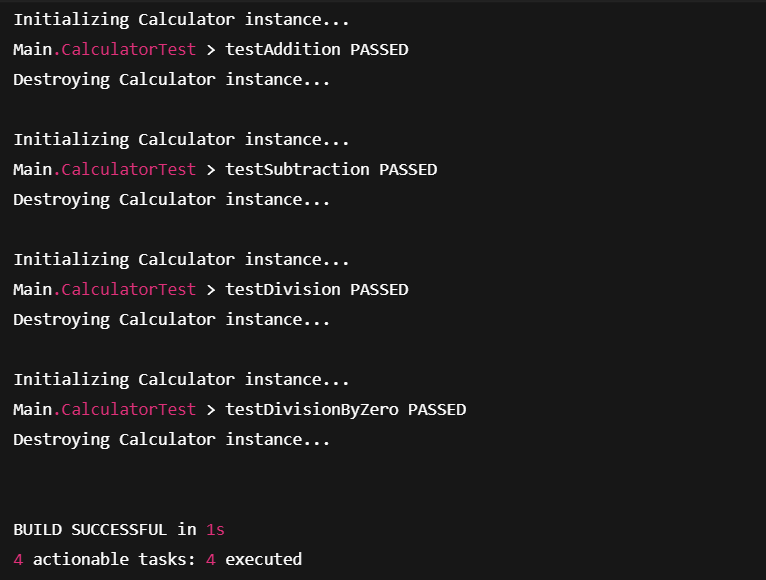 Initializing Calculator instance...
Main.CalculatorTest > testAddition PASSED
Destroying Calculator instance...
Initializing Calculator instance...
Main.CalculatorTest > testSubtraction PASSED
Destroying Calculator instance...
Initializing Calculator instance...
Main.CalculatorTest > testDivision PASSED
Destroying Calculator instance...
Initializing Calculator instance...
Main.CalculatorTest > testDivisionByZero PASSED
Destroying Calculator instance...
BUILD SUCCESSFUL in 1s
4 actionable tasks: 4 executed